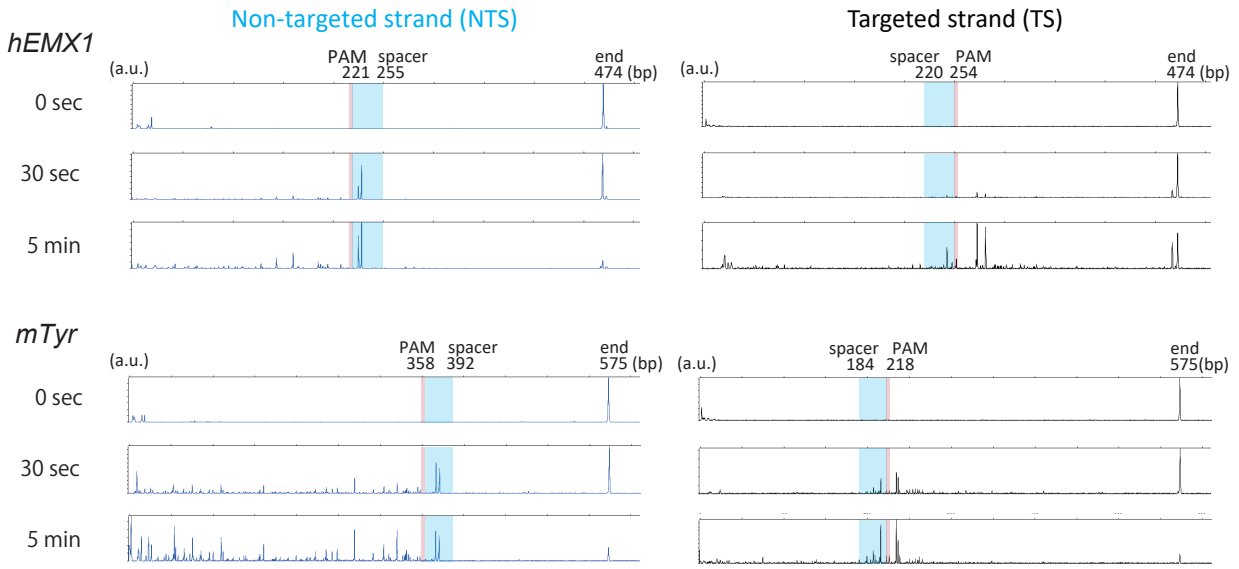 Non-targeted strand (NTS)
Targeted strand (TS)
hEMX1
(a.u.) PAM spacer end
221 255 474 (bp)
(a.u.) spacer PAM end
220 254 474 (bp)
0 sec
30 sec
5 min
mTyr
(a.u.) PAM spacer end
358 392 575 (bp)
(a.u.) spacer PAM end
184 218 575(bp)
0 sec
30 sec
5 min